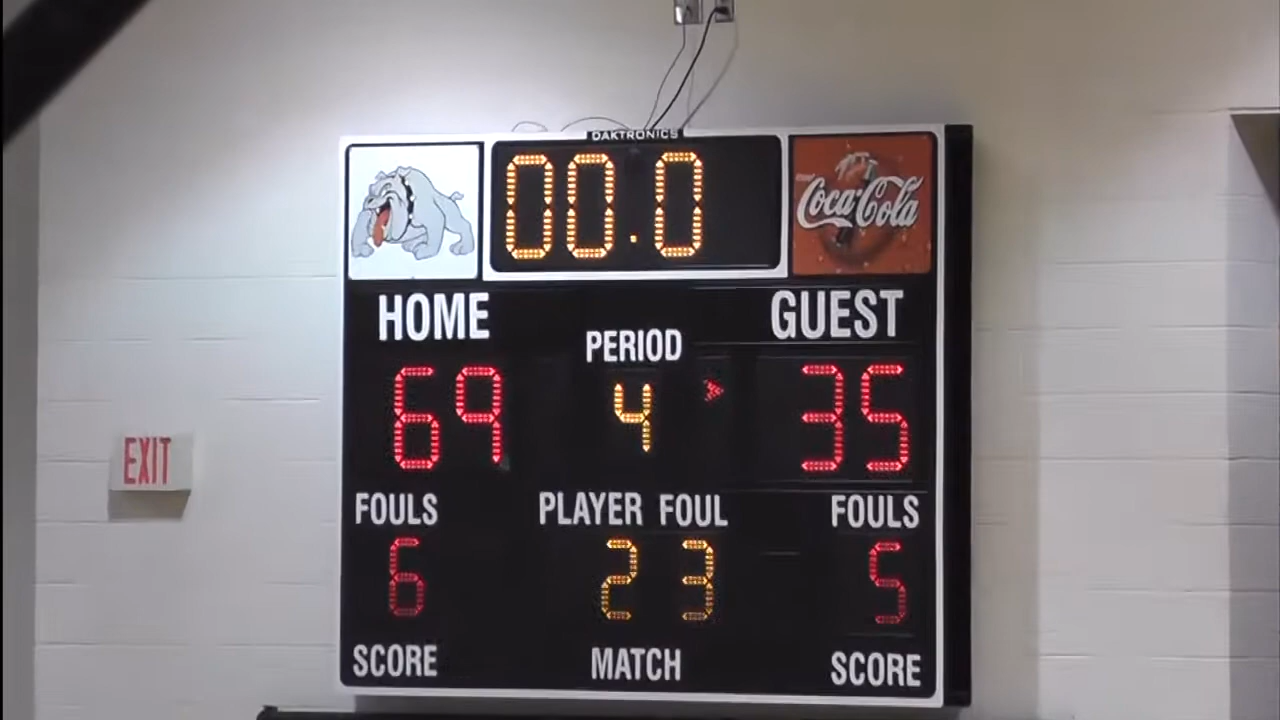 DAKTRONICS
00.0
Coca-Cola
HOME
GUEST
PERIOD
69
4
35
EXIT
FOULS
PLAYER FOUL
FOULS
6
2 3
5
SCORE
MATCH
SCORE